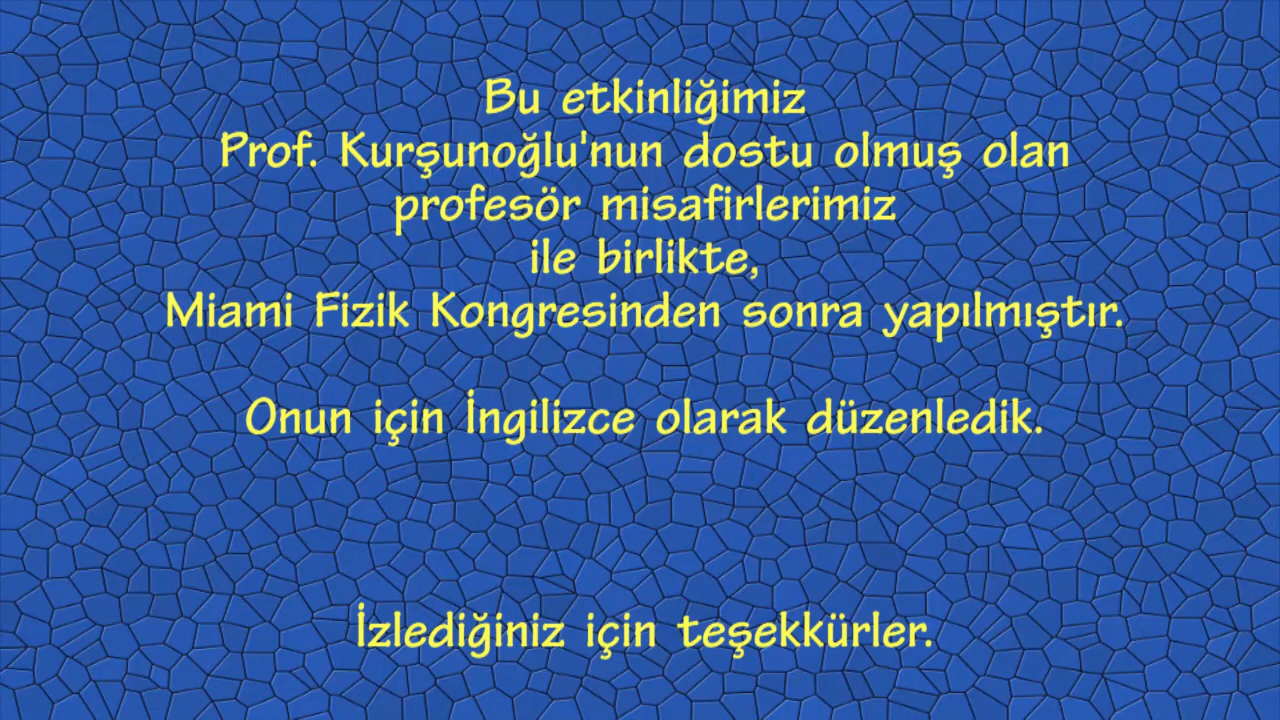 Bu etkinliğimiz
Prof. Kurşunoğlu'nun dostu olmuş olan
profesör misafirlerimiz
ile birlikte,
Miami Fizik Kongresinden sonra yapılmıştır.
Onun için İngilizce olarak düzenledik.
İzlediğiniz için teşekkürler.